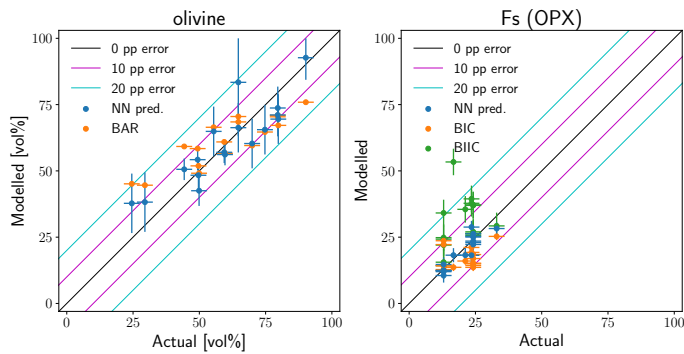 olivine
100
75
50
25
0
0 pp error
10 pp error
20 pp error
NN pred.
BAR
Modelled [vol%]
0 25 50 75 100
Actual [vol%]
Fs (OPX)
100
75
50
25
0
0 pp error
10 pp error
20 pp error
NN pred.
BIC
BIIC
Modelled
0 25 50 75 100
Actual